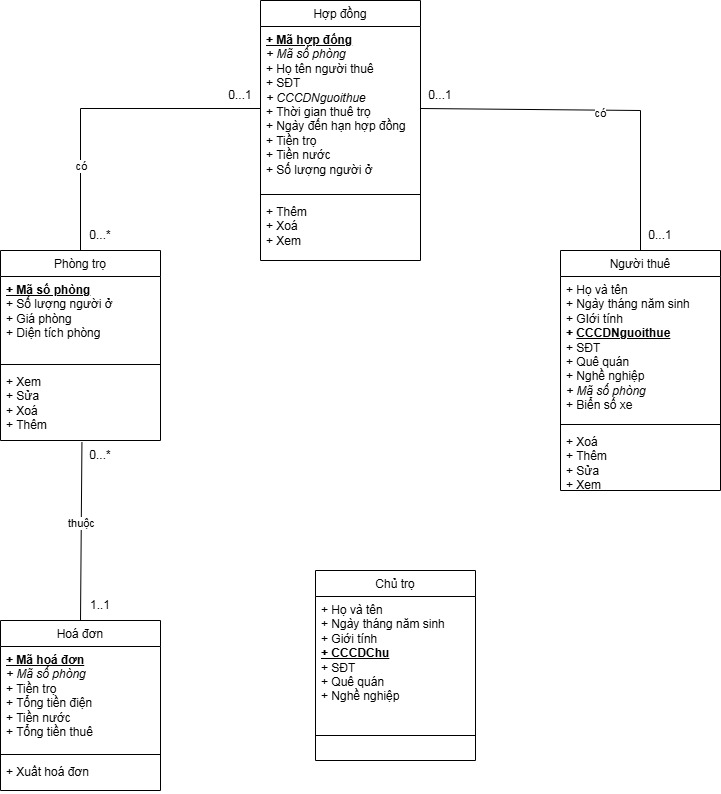 Hợp đồng
+ Mã hợp đồng
+ Mã số phòng
+ Họ tên người thuê
+ SĐT
+ CCCDNguoithue
+ Thời gian thuê trọ
+ Ngày đến hạn hợp đồng
+ Tiền trọ
+ Tiền nước
+ Số lượng người ở
+ Thêm
+ Xoá
+ Xem
0...1
0...1
có
có
0...*
0...1
Phòng trọ
+ Mã số phòng
+ Số lượng người ở
+ Giá phòng
+ Diện tích phòng
+ Xem
+ Sửa
+ Xoá
+ Thêm
Người thuê
+ Họ và tên
+ Ngày tháng năm sinh
+ Giới tính
+ CCCDNguoithue
+ SĐT
+ Quê quán
+ Nghề nghiệp
+ Mã số phòng
+ Biển số xe
+ Xoá
+ Thêm
+ Sửa
+ Xem
0...*
thuộc
1..1
Hoá đơn
+ Mã hoá đơn
+ Mã số phòng
+ Tiền trọ
+ Tổng tiền điện
+ Tiền nước
+ Tổng tiền thuê
+ Xuất hoá đơn
Chủ trọ
+ Họ và tên
+ Ngày tháng năm sinh
+ Giới tính
+ CCCDChu
+ SĐT
+ Quê quán
+ Nghề nghiệp